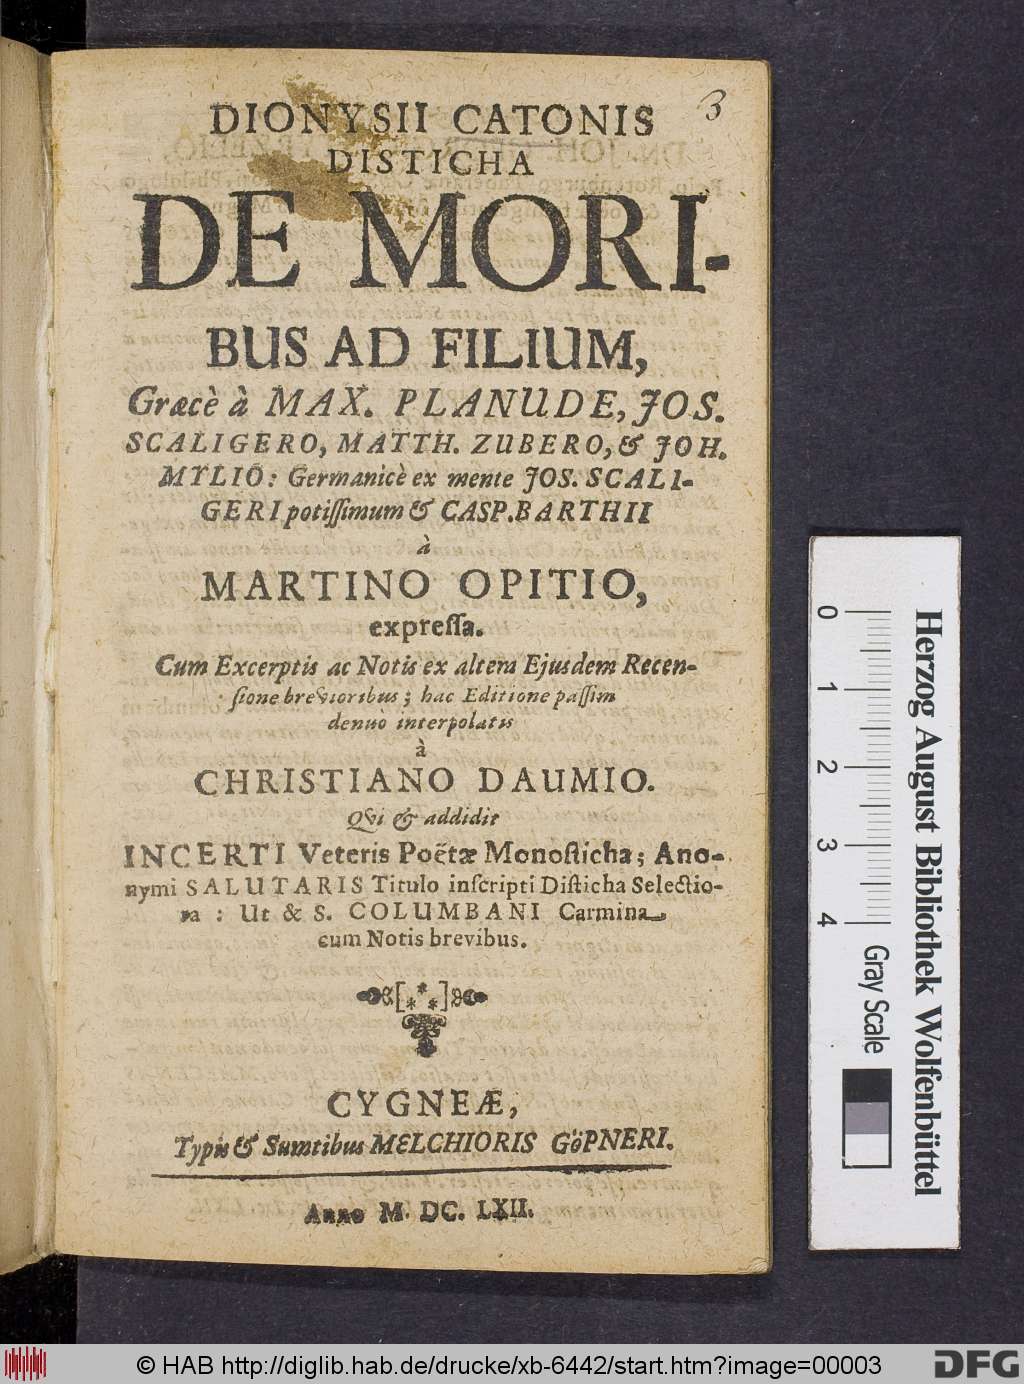 3
DIONYSII CATONIS
DISTICHA
DE MORI-
BUS AD FILIUM,
Græcè à MAX. PLANUDE, JOS.
SCALIGERO, MATTH. ZUBERO, & JOH.
MYLIO: Germanicè ex mente JOS. SCALI-
GERI potiſſimum & CASP. BARTHII
à
MARTINO OPITIO,
expreſſa.
Cum Excerptis ac Notis ex altera Ejusdem Recen-
ſione brevioribus; hac Editione paſſim
denuò interpolatis
à
CHRISTIANO DAUMIO.
Qvi & addidit
INCERTI Veteris Poëtæ Monoſticha; Ano-
nymi SALUTARIS Titulo inſcripti Diſticha Selectio-
ra: Ut & S. COLUMBANI Carmina,
cum Notis brevibus.
[***]
CYGNEÆ,
Typis & Sumtibus MELCHIORIS GöPNERI.
Anno M. DC. LXII.
0 1 2 3 4
Gray Scale
Herzog August Bibliothek Wolfenbüttel
© HAB http://diglib.hab.de/drucke/xb-6442/start.htm?image=00003
DFG